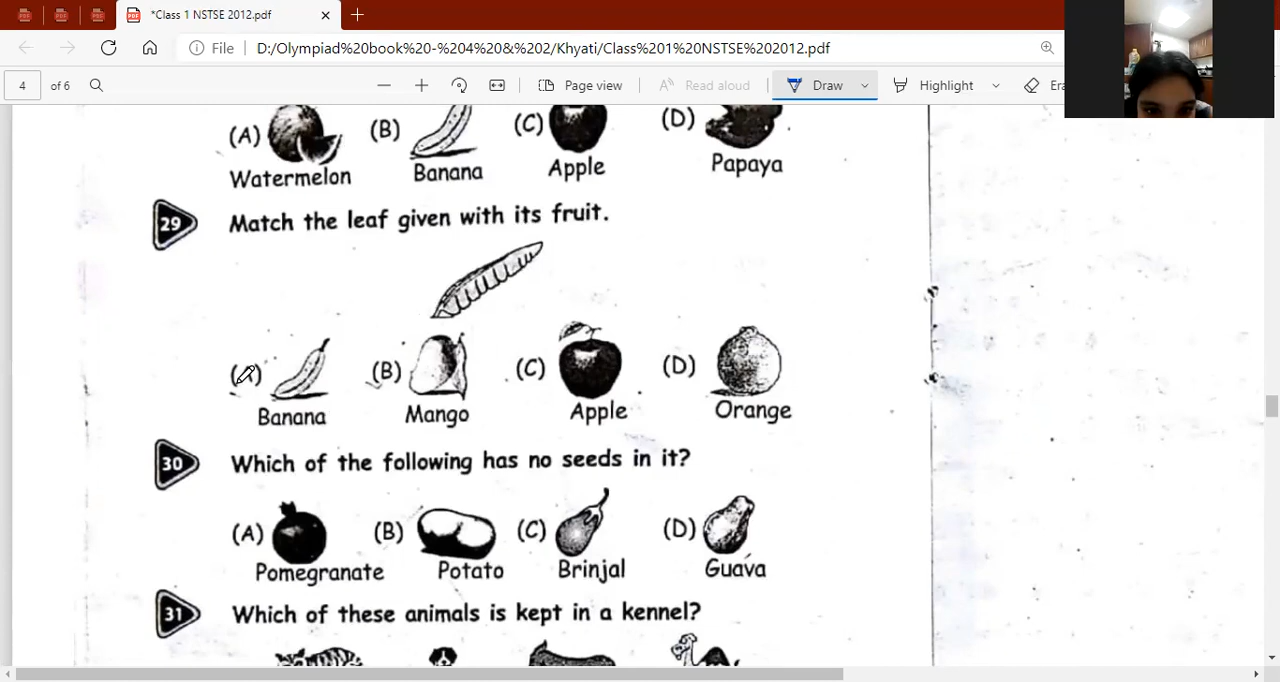 *Class 1 NSTSE 2012.pdf
File D:/Olympiad%20book%20-%204%20&%202/Khyati/Class%201%20NSTSE%202012.pdf
4 of 6 Page view Read aloud Draw Highlight Era
(A) (B) (C) (D)
Watermelon Banana Apple Papaya
29 Match the leaf given with its fruit.
(A) (B) (C) (D)
Banana Mango Apple Orange
30 Which of the following has no seeds in it?
(A) (B) (C) (D)
Pomegranate Potato Brinjal Guava
31 Which of these animals is kept in a kennel?